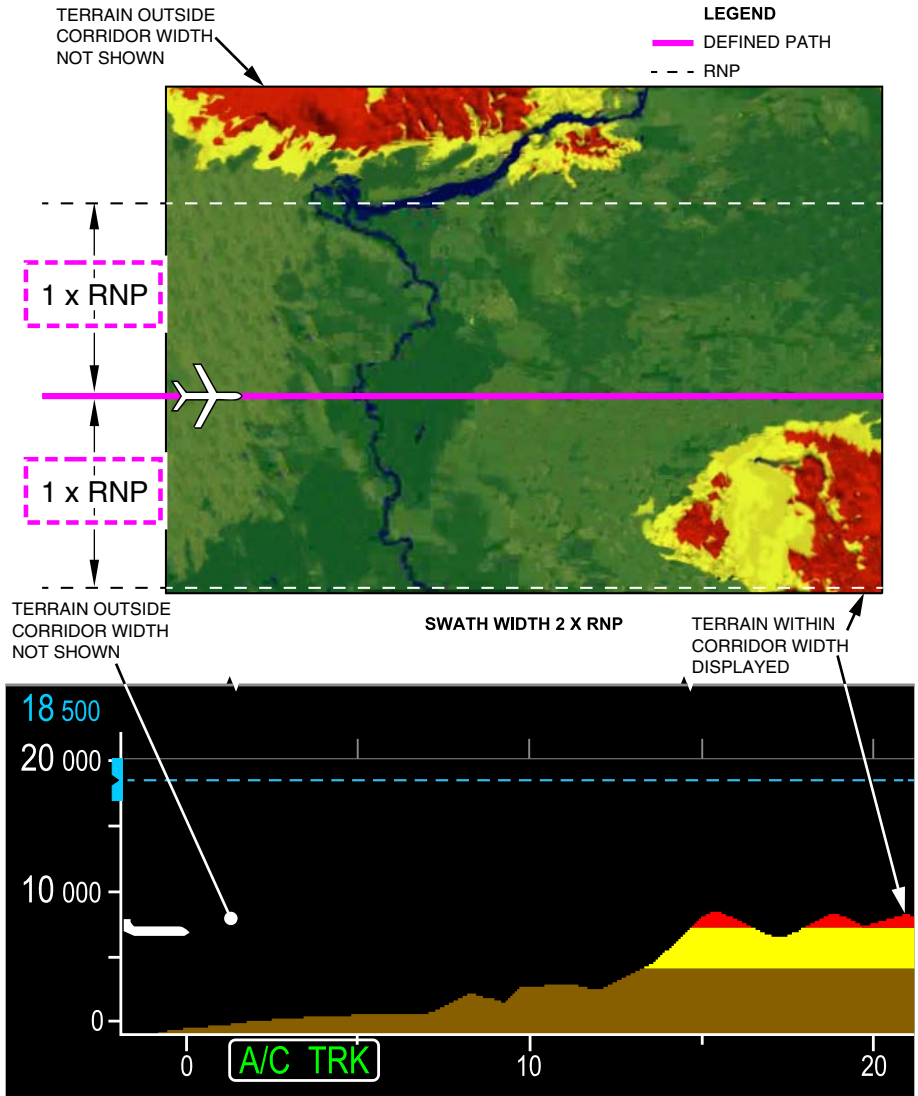 TERRAIN OUTSIDE
CORRIDOR WIDTH
NOT SHOWN
LEGEND
DEFINED PATH
RNP
1 x RNP
1 x RNP
TERRAIN OUTSIDE
CORRIDOR WIDTH
NOT SHOWN
SWATH WIDTH 2 X RNP
TERRAIN WITHIN
CORRIDOR WIDTH
DISPLAYED
18 500
20 000
10 000
0
0
A/C TRK
10
20